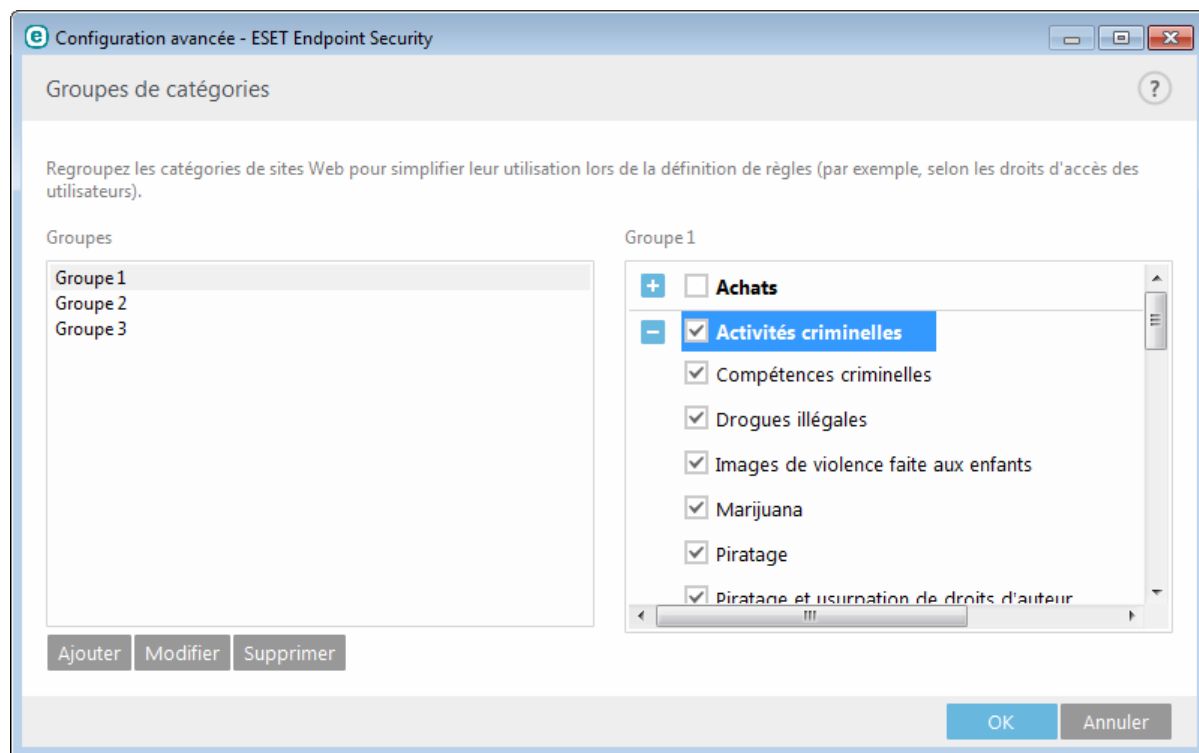 Configuration avancée - ESET Endpoint Security
Groupes de catégories
?
Regroupez les catégories de sites Web pour simplifier leur utilisation lors de la définition de règles (par exemple, selon les droits d'accès des
utilisateurs).
Groupes
Groupe 1
Groupe 2
Groupe 3
Groupe 1
Achats
Activités criminelles
Compétences criminelles
Drogues illégales
Images de violence faite aux enfants
Marijuana
Piratage
Piratage et usurpation de droits d'auteur
Ajouter
Modifier
Supprimer
OK
Annuler